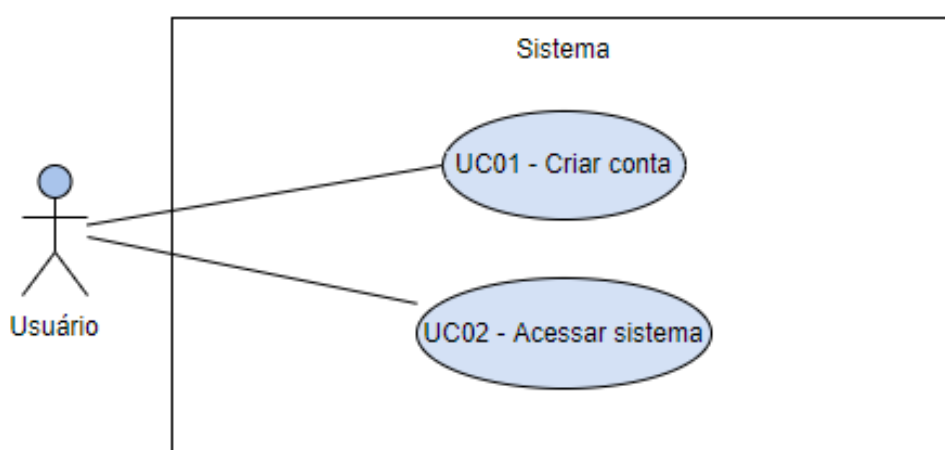 Sistema
UC01 - Criar conta
Usuário
UC02 - Acessar sistema